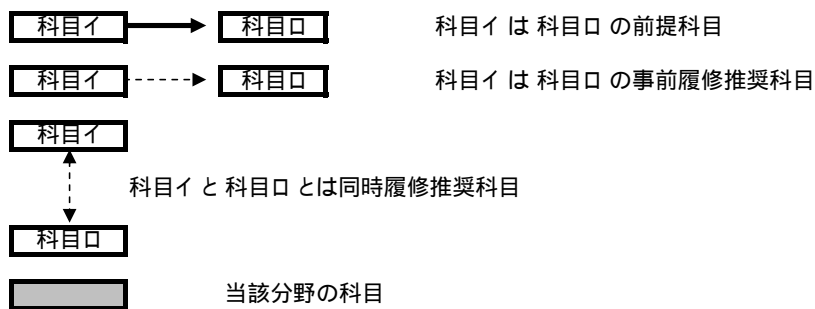 科目イ 科目ロ 科目イ は 科目ロ の前提科目
科目イ 科目ロ 科目イ は 科目ロ の事前履修推奨科目
科目イ
科目イ と 科目ロ とは同時履修推奨科目
科目ロ
当該分野の科目